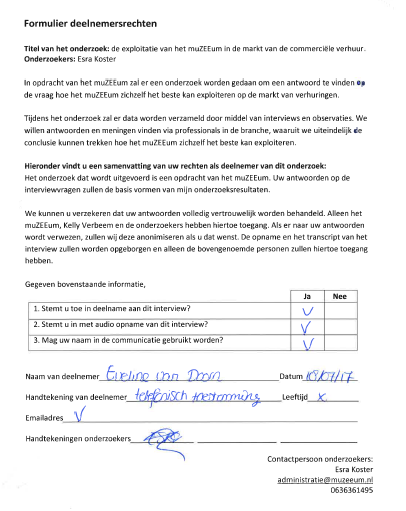 Formulier deelnemersrechten
Titel van het onderzoek: de exploitatie van het muZEEum in de markt van de commerciële verhuur.
Onderzoekers: Esra Koster
In opdracht van het muZEEum zal er een onderzoek worden gedaan om een antwoord te vinden op
de vraag hoe het muZEEum zichzelf het beste kan exploiteren op de markt van verhuringen.
Tijdens het onderzoek zal er data worden verzameld door middel van interviews en observaties. We
willen antwoorden en meningen vinden via professionals in de branche, waaruit we uiteindelijk de
conclusie kunnen trekken hoe het muZEEum zichzelf het beste kan exploiteren.
Hieronder vindt u een samenvatting van uw rechten als deelnemer van dit onderzoek:
Het onderzoek dat wordt uitgevoerd is een opdracht van het muZEEum. Uw antwoorden op de
interviewvragen zullen de basis vormen van mijn onderzoeksresultaten.
We kunnen u verzekeren dat uw antwoorden volledig vertrouwelijk worden behandeld. Alleen het
muZEEum, Kelly Verbeem en de onderzoekers hebben hiertoe toegang. Als er naar uw antwoorden
wordt verwezen, zullen wij deze anonimiseren als u dat wenst. De opname en het transcript van het
interview zullen worden opgeborgen en alleen de bovengenoemde personen zullen hiertoe toegang
hebben.
Gegeven bovenstaande informatie,
Ja Nee
1. Stemt u toe in deelname aan dit interview? V
2. Stemt u in met audio opname van dit interview? V
3. Mag uw naam in de communicatie gebruikt worden? V
Naam van deelnemer Eveline van Doorn Datum 18/07/17
Handtekening van deelnemer telefonisch toestemming Leeftijd x
Emailadres V
Handtekeningen onderzoekers
Contactpersoon onderzoekers:
Esra Koster
administratie@muzeeum.nl
0636361495